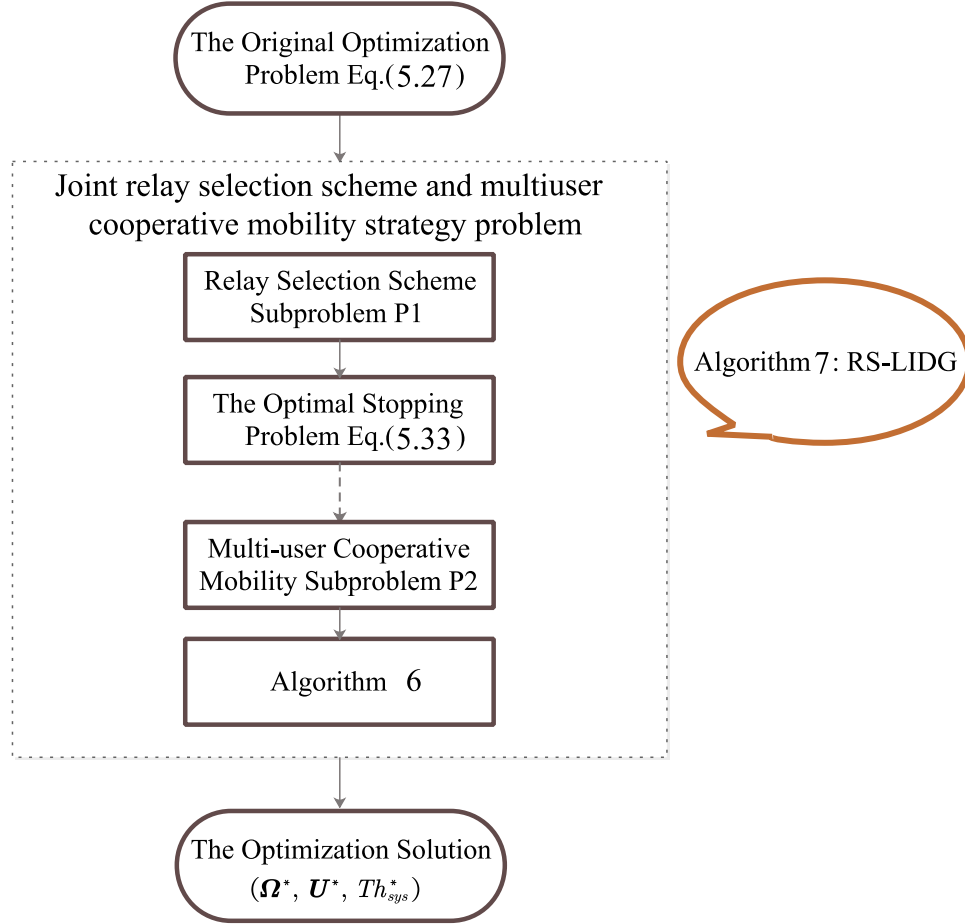 The Original Optimization
Problem Eq.(5.27)
Joint relay selection scheme and multiuser
cooperative mobility strategy problem
Relay Selection Scheme
Subproblem P1
The Optimal Stopping
Problem Eq.(5.33)
Algorithm 7: RS-LIDG
Multi-user Cooperative
Mobility Subproblem P2
Algorithm 6
The Optimization Solution
(Ω*, U*, Th*sys)